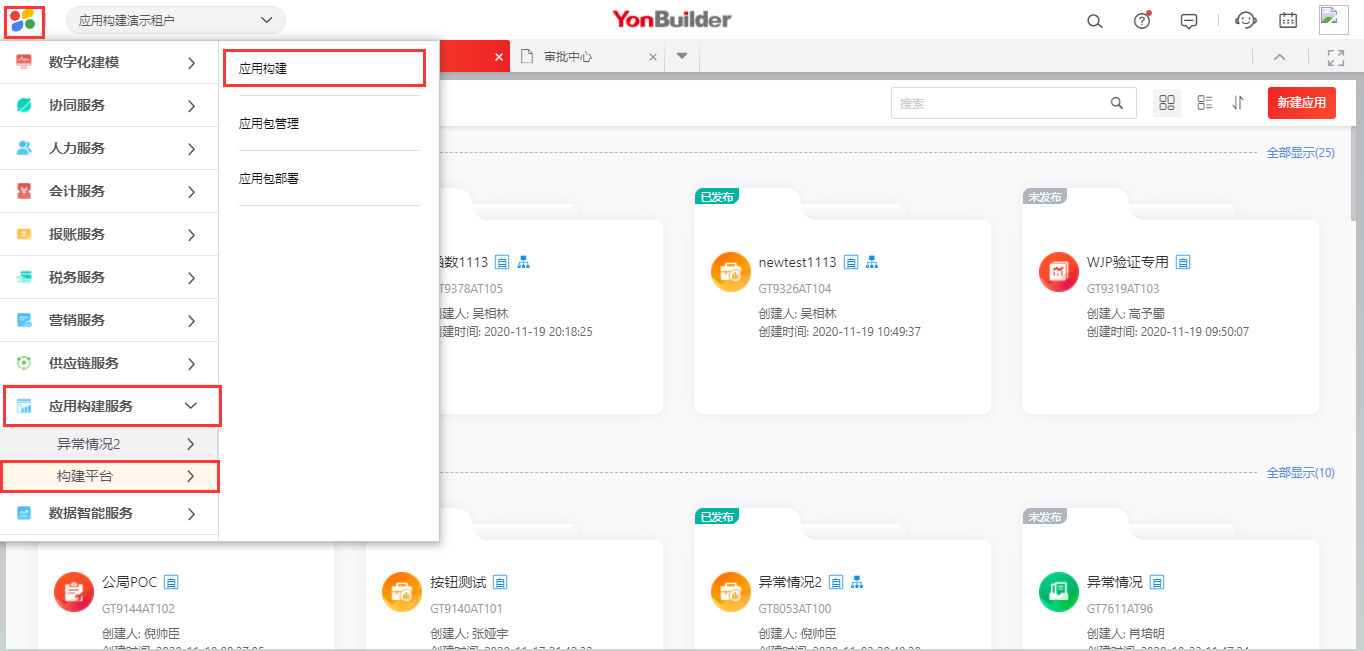 应用构建演示租户
YonBuilder
数字化建模
协同服务
人力服务
会计服务
报账服务
税务服务
营销服务
供应链服务
应用构建服务
异常情况2
构建平台
数据智能服务
应用构建
应用包管理
应用包部署
审批中心
搜索
新建应用
全部显示(25)
函数1113
GT9378AT105
创建人: 吴相林
创建时间: 2020-11-19 20:18:25
已发布
newtest1113
GT9326AT104
创建人: 吴相林
创建时间: 2020-11-19 10:49:37
未发布
WJP验证专用
GT9319AT103
创建人: 高予蜀
创建时间: 2020-11-19 09:50:07
全部显示(10)
公局POC
GT9144AT102
创建人: 倪帅臣
按钮测试
GT9140AT101
创建人: 张娅宇
已发布
异常情况2
GT8053AT100
创建人: 倪帅臣
未发布
异常情况
GT7611AT96
创建人: 肖培明